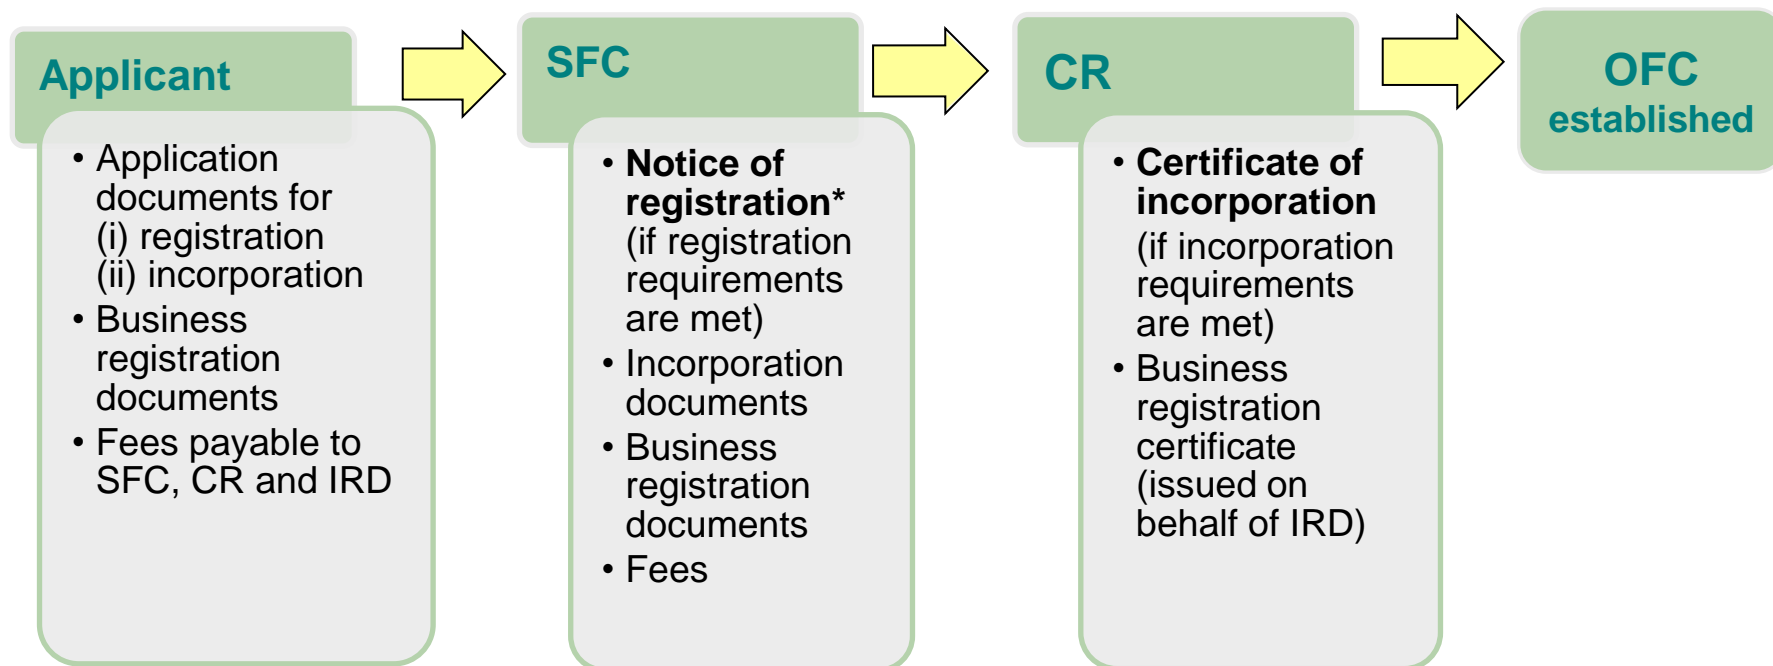 Applicant
• Application
documents for
(i) registration
(ii) incorporation
• Business
registration
documents
• Fees payable to
SFC, CR and IRD
SFC
• Notice of
registration*
(if registration
requirements
are met)
• Incorporation
documents
• Business
registration
documents
• Fees
CR
• Certificate of
incorporation
(if incorporation
requirements
are met)
• Business
registration
certificate
(issued on
behalf of IRD)
OFC
established